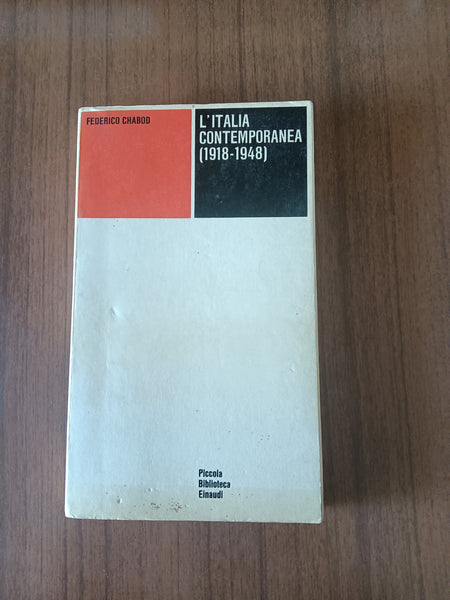 FEDERICO CHABOD
L'ITALIA
CONTEMPORANEA
(1918-1948)
Piccola
Biblioteca
Einaudi